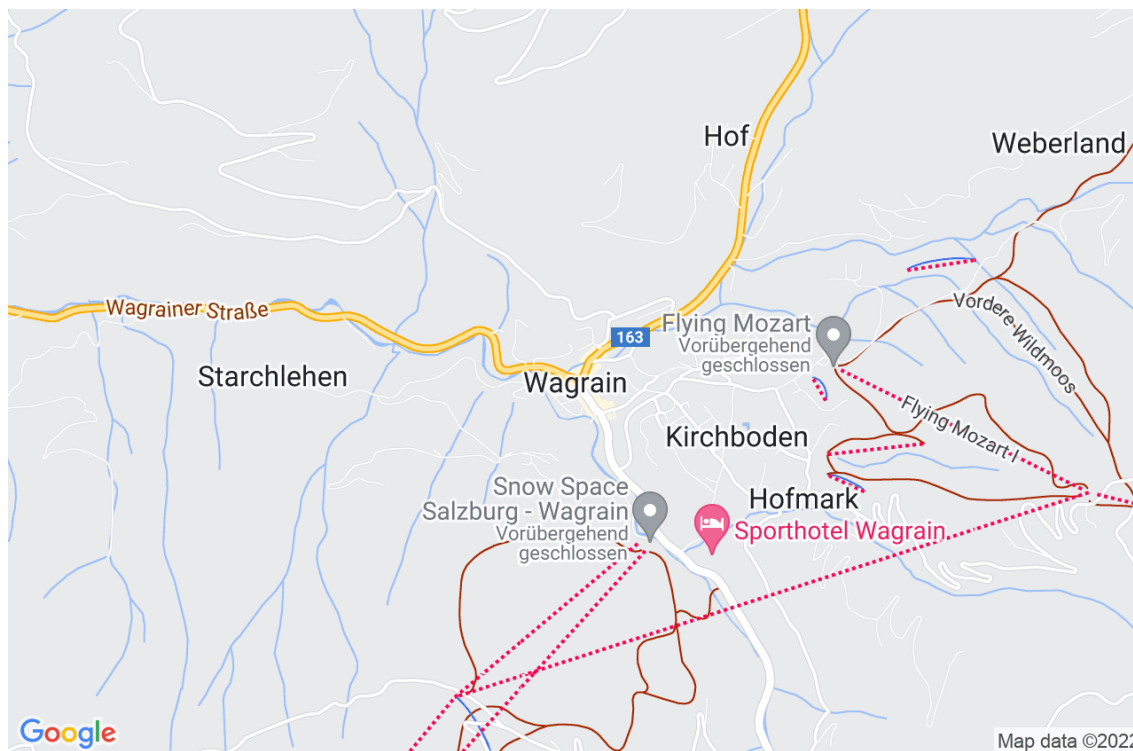 Hof
Weberland
Wagrainer Straße
163
Flying Mozart
Vorübergehend
geschlossen
Vordere Wildmoos
Starchlehen
Wagrain
Flying Mozart I
Kirchboden
Snow Space
Salzburg - Wagrain
Vorübergehend
geschlossen
Hofmark
Sporthotel Wagrain
Google
Map data ©2022